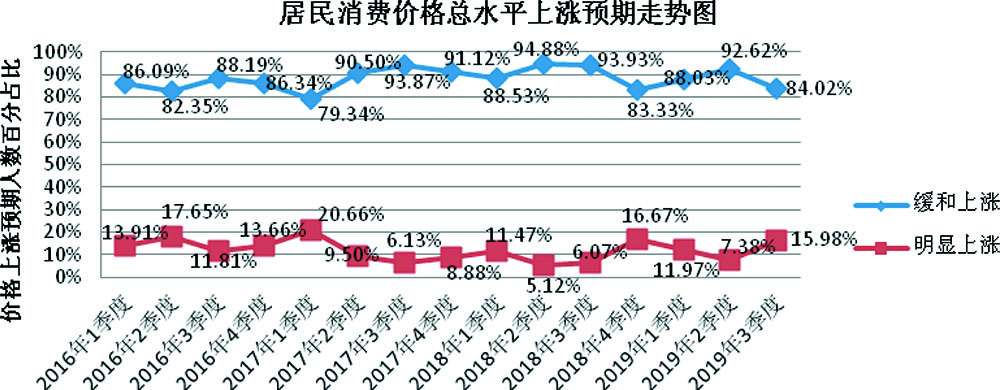 居民消费价格总水平上涨预期走势图
价格上涨预期人数百分占比
100%
90%
80%
70%
60%
50%
40%
30%
20%
10%
0%
86.09%
82.35%
88.19%
86.34%
79.34%
90.50%
93.87%
91.12%
88.53%
94.88%
93.93%
83.33%
88.03%
92.62%
84.02%
13.91%
17.65%
11.81%
13.66%
20.66%
9.50%
6.13%
8.88%
11.47%
5.12%
6.07%
16.67%
11.97%
7.38%
15.98%
缓和上涨
明显上涨
2016年1季度
2016年2季度
2016年3季度
2016年4季度
2017年1季度
2017年2季度
2017年3季度
2017年4季度
2018年1季度
2018年2季度
2018年3季度
2018年4季度
2019年1季度
2019年2季度
2019年3季度